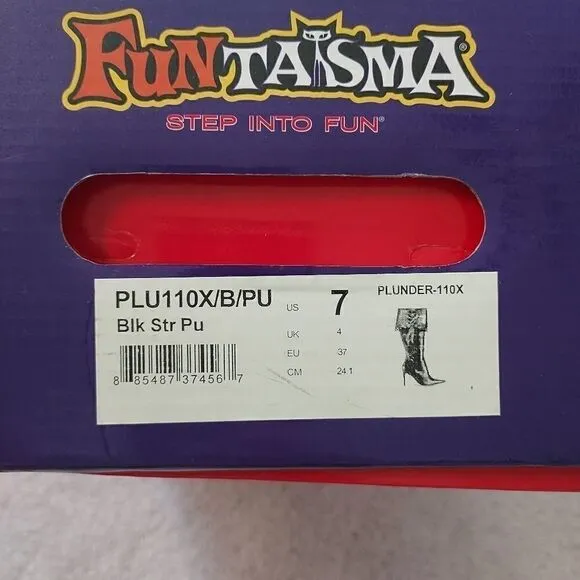 FUNTASMA®
STEP INTO FUN®
PLU110X/B/PU
Blk Str Pu
8 85487 37456 7
US 7
UK 4
EU 37
CM 24.1
PLUNDER-110X